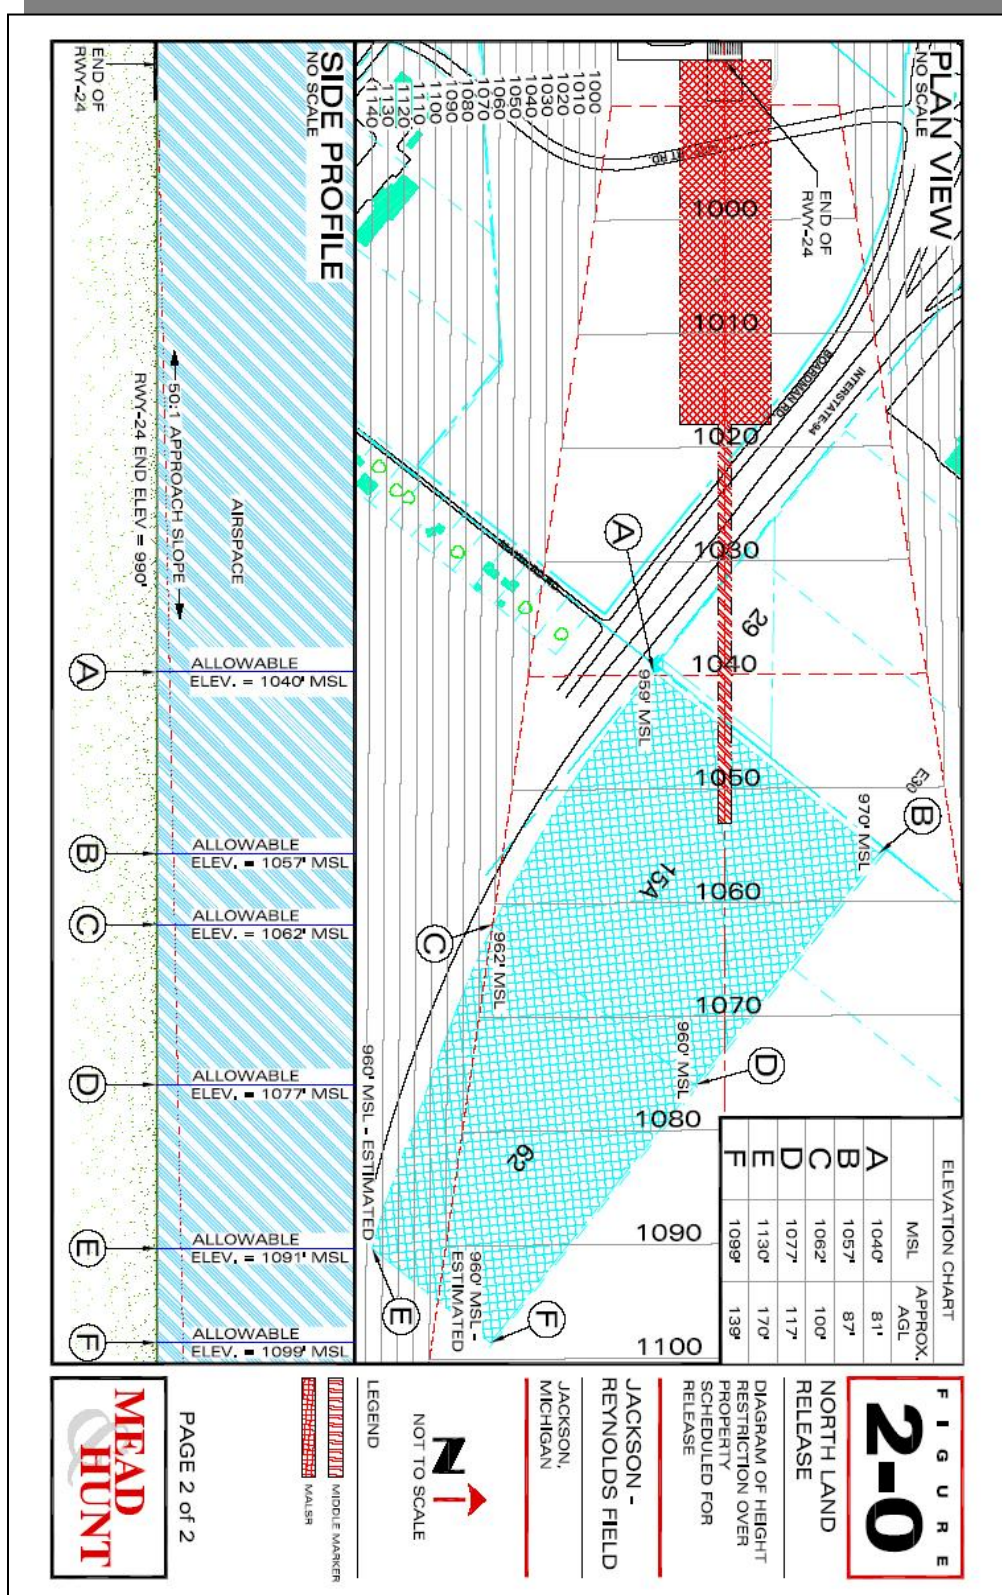 PLAN VIEW
NO SCALE
END OF
RWY-24
BOARDMAN RD.
INTERSTATE-94
1000
1010
1020
1030
1040
1050
1060
1070
1080
1090
1100
29
15A
62
E30
A
959' MSL
B
970' MSL
C
962' MSL
D
960' MSL
E
960' MSL - ESTIMATED
F
960' MSL -
ESTIMATED
1000
1010
1020
1030
1040
1050
1060
1070
1080
1090
1100
1110
1120
1130
1140
ELEVATION CHART
MSL APPROX. AGL
A 1040' 81'
B 1057' 87'
C 1062' 100'
D 1077' 117'
E 1130' 170'
F 1099' 139'
SIDE PROFILE
NO SCALE
END OF
RWY-24
AIRSPACE
50:1 APPROACH SLOPE
RWY-24 END ELEV = 990'
ALLOWABLE
ELEV. = 1040' MSL
A
ALLOWABLE
ELEV. = 1057' MSL
B
ALLOWABLE
ELEV. = 1062' MSL
C
ALLOWABLE
ELEV. = 1077' MSL
D
ALLOWABLE
ELEV. = 1091' MSL
E
ALLOWABLE
ELEV. = 1099' MSL
F
FIGURE
2-0
NORTH LAND
RELEASE
DIAGRAM OF HEIGHT
RESTRICTION OVER
PROPERTY
SCHEDULED FOR
RELEASE
JACKSON -
REYNOLDS FIELD
JACKSON,
MICHIGAN
N
NOT TO SCALE
LEGEND
MIDDLE MARKER
MALSR
PAGE 2 of 2
MEAD
& HUNT